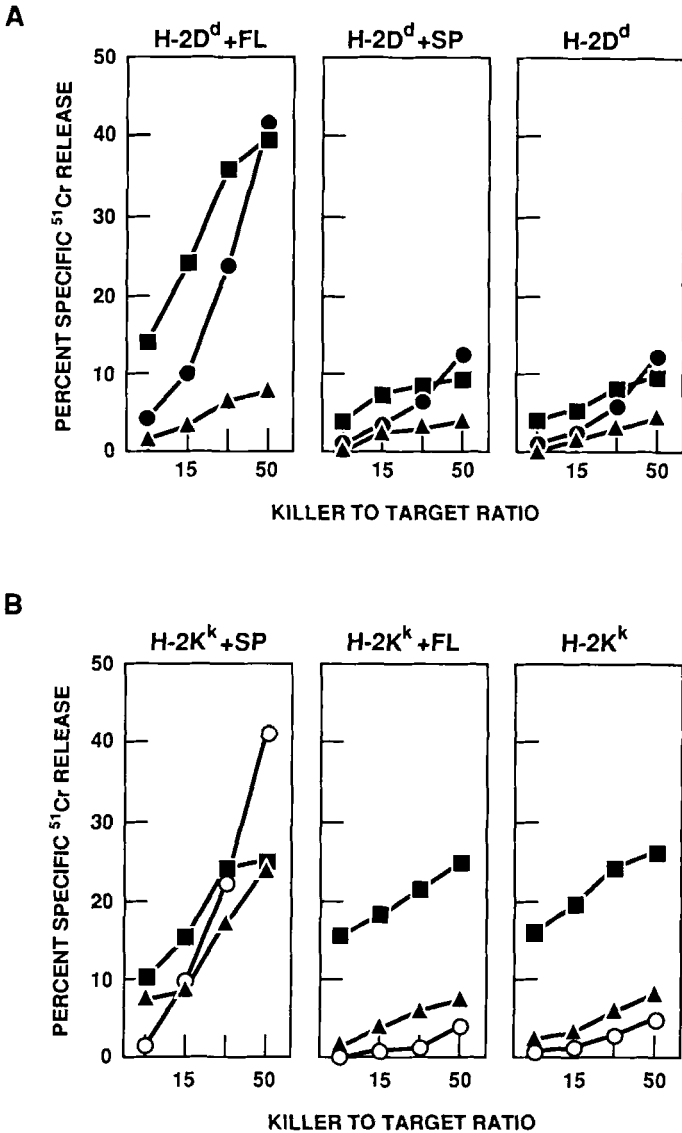 A
H-2Dᵈ+FL
H-2Dᵈ+SP
H-2Dᵈ
PERCENT SPECIFIC ⁵¹Cr RELEASE
50
40
30
20
10
0
15 50
15 50
15 50
KILLER TO TARGET RATIO
B
H-2Kᵏ+SP
H-2Kᵏ+FL
H-2Kᵏ
PERCENT SPECIFIC ⁵¹Cr RELEASE
50
40
30
20
10
0
15 50
15 50
15 50
KILLER TO TARGET RATIO